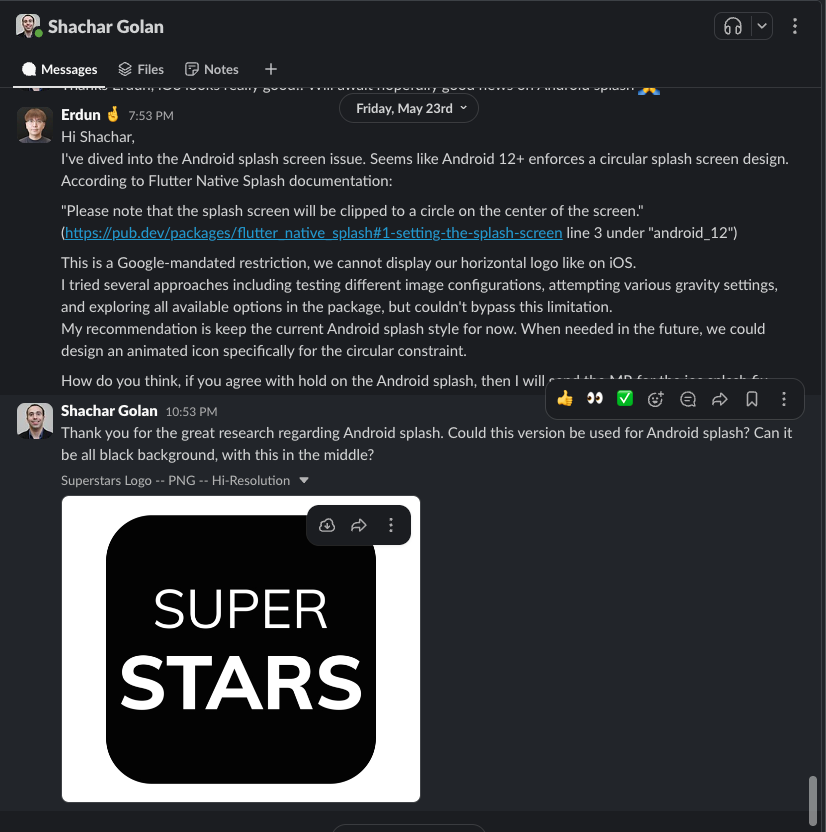 Shachar Golan
Messages Files Notes
Thanks Erdun, iOS looks really good!! Will await hopefully good news on Android splash
Friday, May 23rd
Erdun 🤞 7:53 PM
Hi Shachar,
I've dived into the Android splash screen issue. Seems like Android 12+ enforces a circular splash screen design.
According to Flutter Native Splash documentation:
"Please note that the splash screen will be clipped to a circle on the center of the screen."
(https://pub.dev/packages/flutter_native_splash#1-setting-the-splash-screen line 3 under "android_12")
This is a Google-mandated restriction, we cannot display our horizontal logo like on iOS.
I tried several approaches including testing different image configurations, attempting various gravity settings,
and exploring all available options in the package, but couldn't bypass this limitation.
My recommendation is keep the current Android splash style for now. When needed in the future, we could
design an animated icon specifically for the circular constraint.
How do you think, if you agree with hold on the Android splash, then I will send the MR for the ios splash fix
Shachar Golan 10:53 PM
Thank you for the great research regarding Android splash. Could this version be used for Android splash? Can it
be all black background, with this in the middle?
Superstars Logo -- PNG -- Hi-Resolution
SUPER
STARS